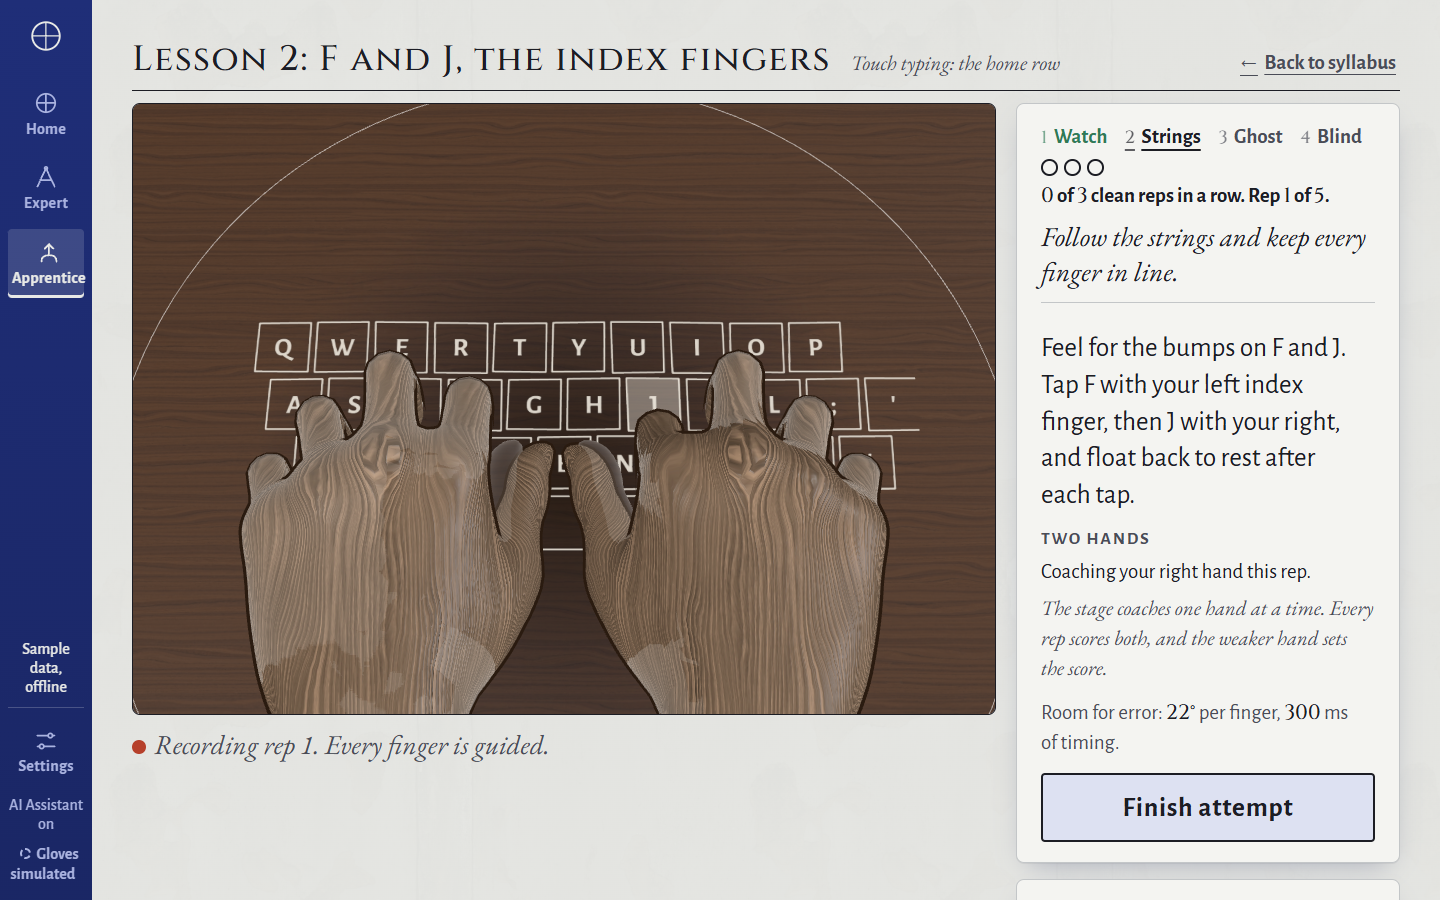 Lesson 2: F and J, the index fingers
Touch typing: the home row
← Back to syllabus
Home
Expert
Apprentice
Sample data, offline
Settings
AI Assistant on
Gloves simulated
Q W E R T Y U I O P
A S G H J L ; '
N
Recording rep 1. Every finger is guided.
1 Watch 2 Strings 3 Ghost 4 Blind
0 of 3 clean reps in a row. Rep 1 of 5.
Follow the strings and keep every
finger in line.
Feel for the bumps on F and J.
Tap F with your left index
finger, then J with your right,
and float back to rest after
each tap.
TWO HANDS
Coaching your right hand this rep.
The stage coaches one hand at a time. Every
rep scores both, and the weaker hand sets
the score.
Room for error: 22° per finger, 300 ms
of timing.
Finish attempt